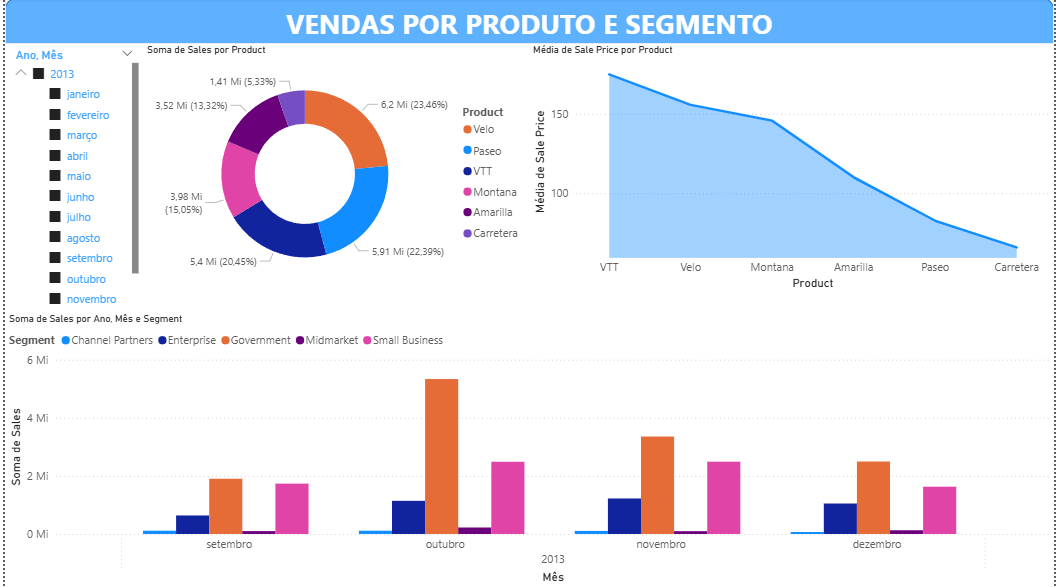 VENDAS POR PRODUTO E SEGMENTO
Ano, Mês
2013
janeiro
fevereiro
março
abril
maio
junho
julho
agosto
setembro
outubro
novembro
Soma de Sales por Product
1,41 Mi (5,33%)
3,52 Mi (13,32%)
6,2 Mi (23,46%)
3,98 Mi
(15,05%)
5,4 Mi (20,45%)
5,91 Mi (22,39%)
Product
Velo
Paseo
VTT
Montana
Amarilla
Carretera
Média de Sale Price por Product
Média de Sale Price
150
100
VTT Velo Montana Amarilla Paseo Carretera
Product
Soma de Sales por Ano, Mês e Segment
Segment Channel Partners Enterprise Government Midmarket Small Business
Soma de Sales
6 Mi
4 Mi
2 Mi
0 Mi
setembro outubro novembro dezembro
2013
Mês